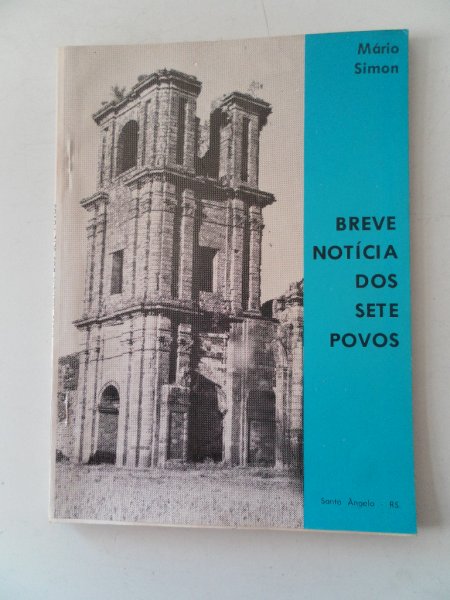 Mário
Simon
BREVE
NOTÍCIA
DOS
SETE
POVOS
Santo Ângelo RS.